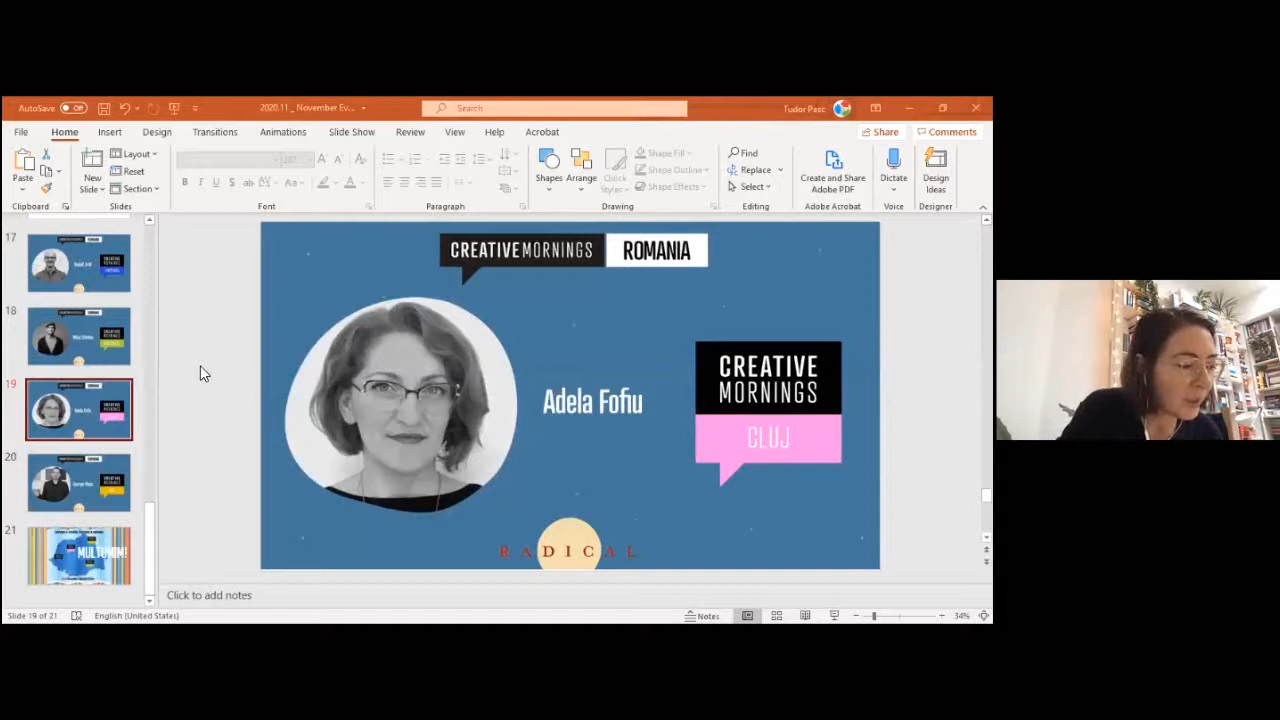 AutoSave Off 2020.11 _ November Ev... Search Tudor Pasc
File Home Insert Design Transitions Animations Slide Show Review View Help Acrobat Share Comments
Paste New Slide Layout Reset Section Shapes Arrange Quick Styles Shape Fill Shape Outline Shape Effects Find Replace Select Create and Share Adobe PDF Dictate Design Ideas
Clipboard Slides Font Paragraph Drawing Editing Adobe Acrobat Voice Designer
17
18
19
20
21
MULȚUMIM!
CREATIVEMORNINGS ROMANIA
Adela Fofiu
CREATIVE
MORNINGS
CLUJ
RADICAL
Click to add notes
Slide 19 of 21 English (United States) Notes 34%